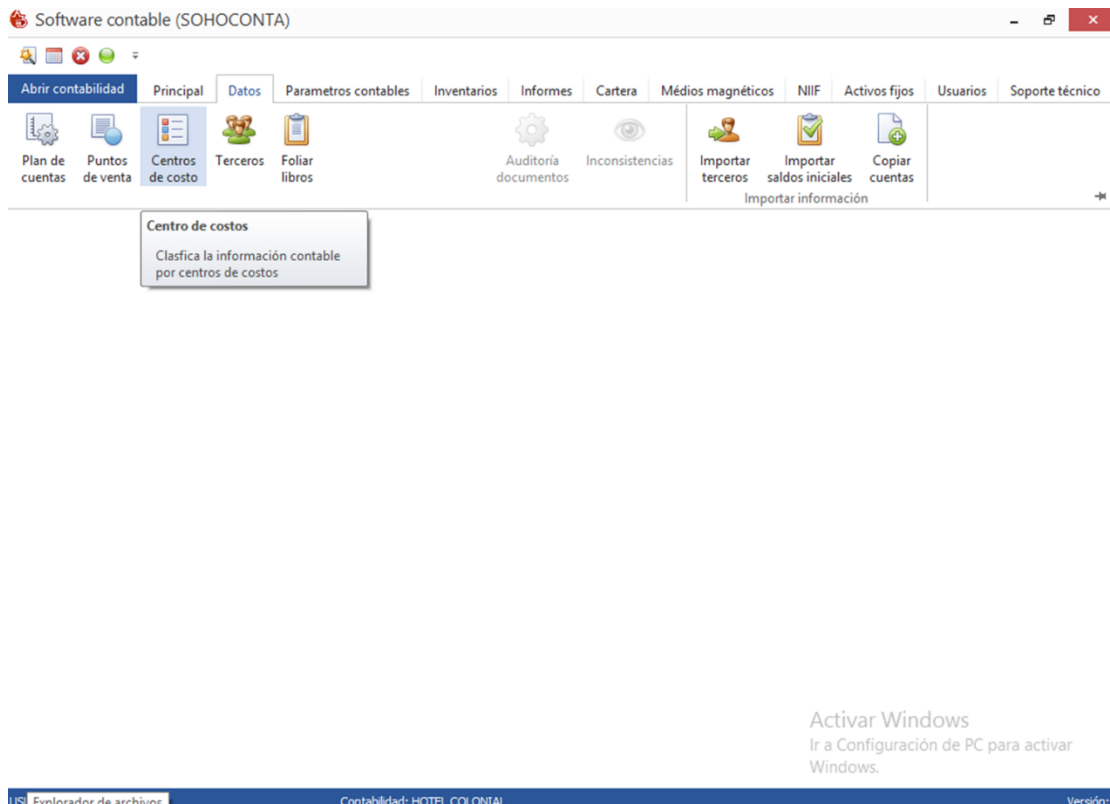 Software contable (SOHOCONTA)
Abrir contabilidad Principal Datos Parametros contables Inventarios Informes Cartera Médios magnéticos NIIF Activos fijos Usuarios Soporte técnico
Plan de cuentas
Puntos de venta
Centros de costo
Terceros
Foliar libros
Auditoría documentos
Inconsistencias
Importar terceros
Importar saldos iniciales
Copiar cuentas
Importar información
Centro de costos
Clasfica la información contable
por centros de costos
Activar Windows
Ir a Configuración de PC para activar
Windows.
Explorador de archivos Contabilidad: HOTEL COLONIAL Versión: